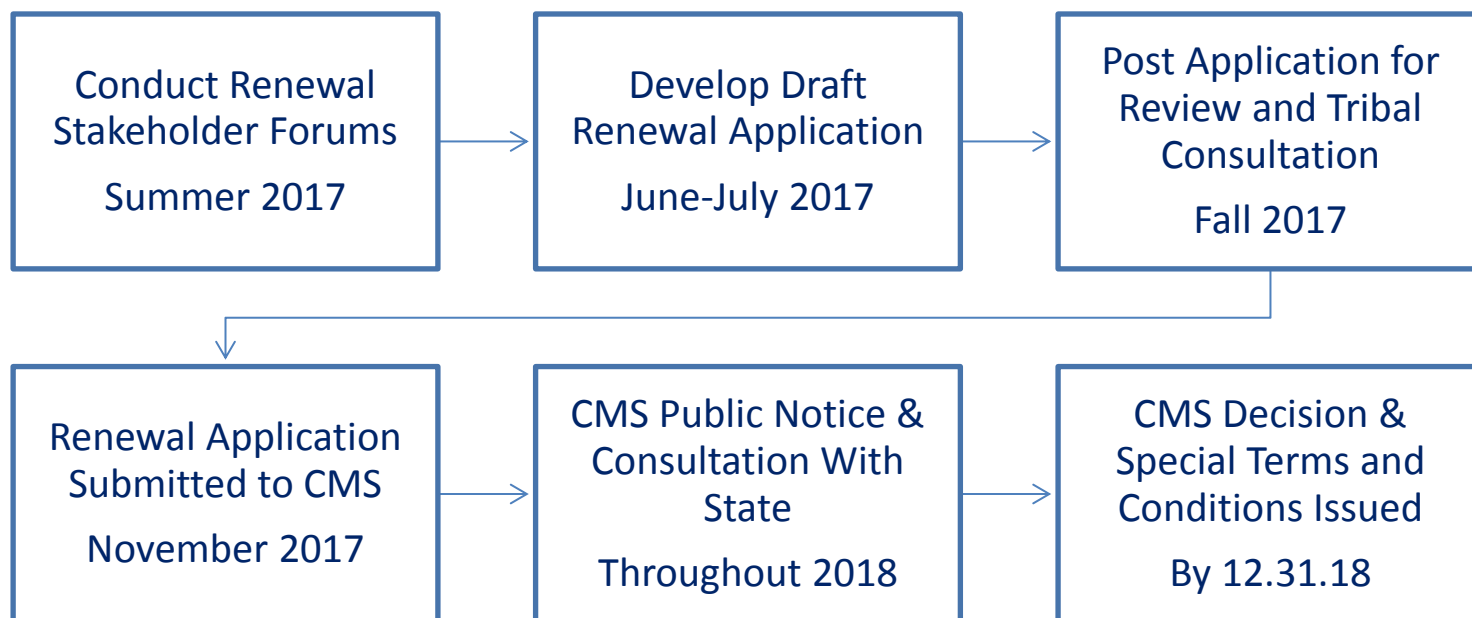 Conduct Renewal
Stakeholder Forums
Summer 2017
Develop Draft
Renewal Application
June-July 2017
Post Application for
Review and Tribal
Consultation
Fall 2017
Renewal Application
Submitted to CMS
November 2017
CMS Public Notice &
Consultation With
State
Throughout 2018
CMS Decision &
Special Terms and
Conditions Issued
By 12.31.18